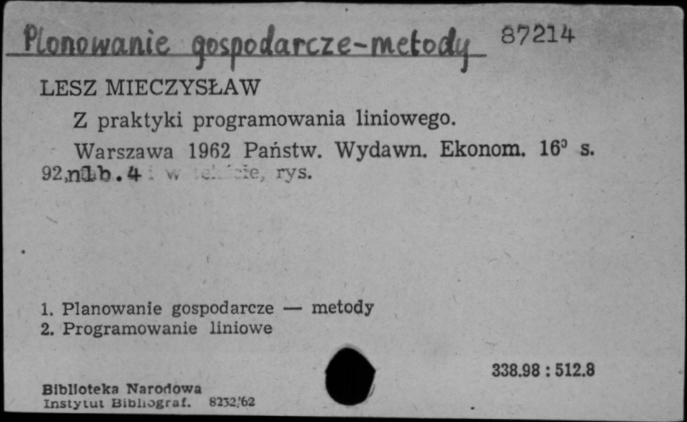 Planowanie gospodarcze-metody 87214
LESZ MIECZYSŁAW
Z praktyki programowania liniowego.
Warszawa 1962 Państw. Wydawn. Ekonom. 16° s.
92, nlb. 4 rys.
1. Planowanie gospodarcze — metody
2. Programowanie liniowe
338.98 : 512.8
Biblioteka Narodowa
Instytut Bibliograf. 8232/62